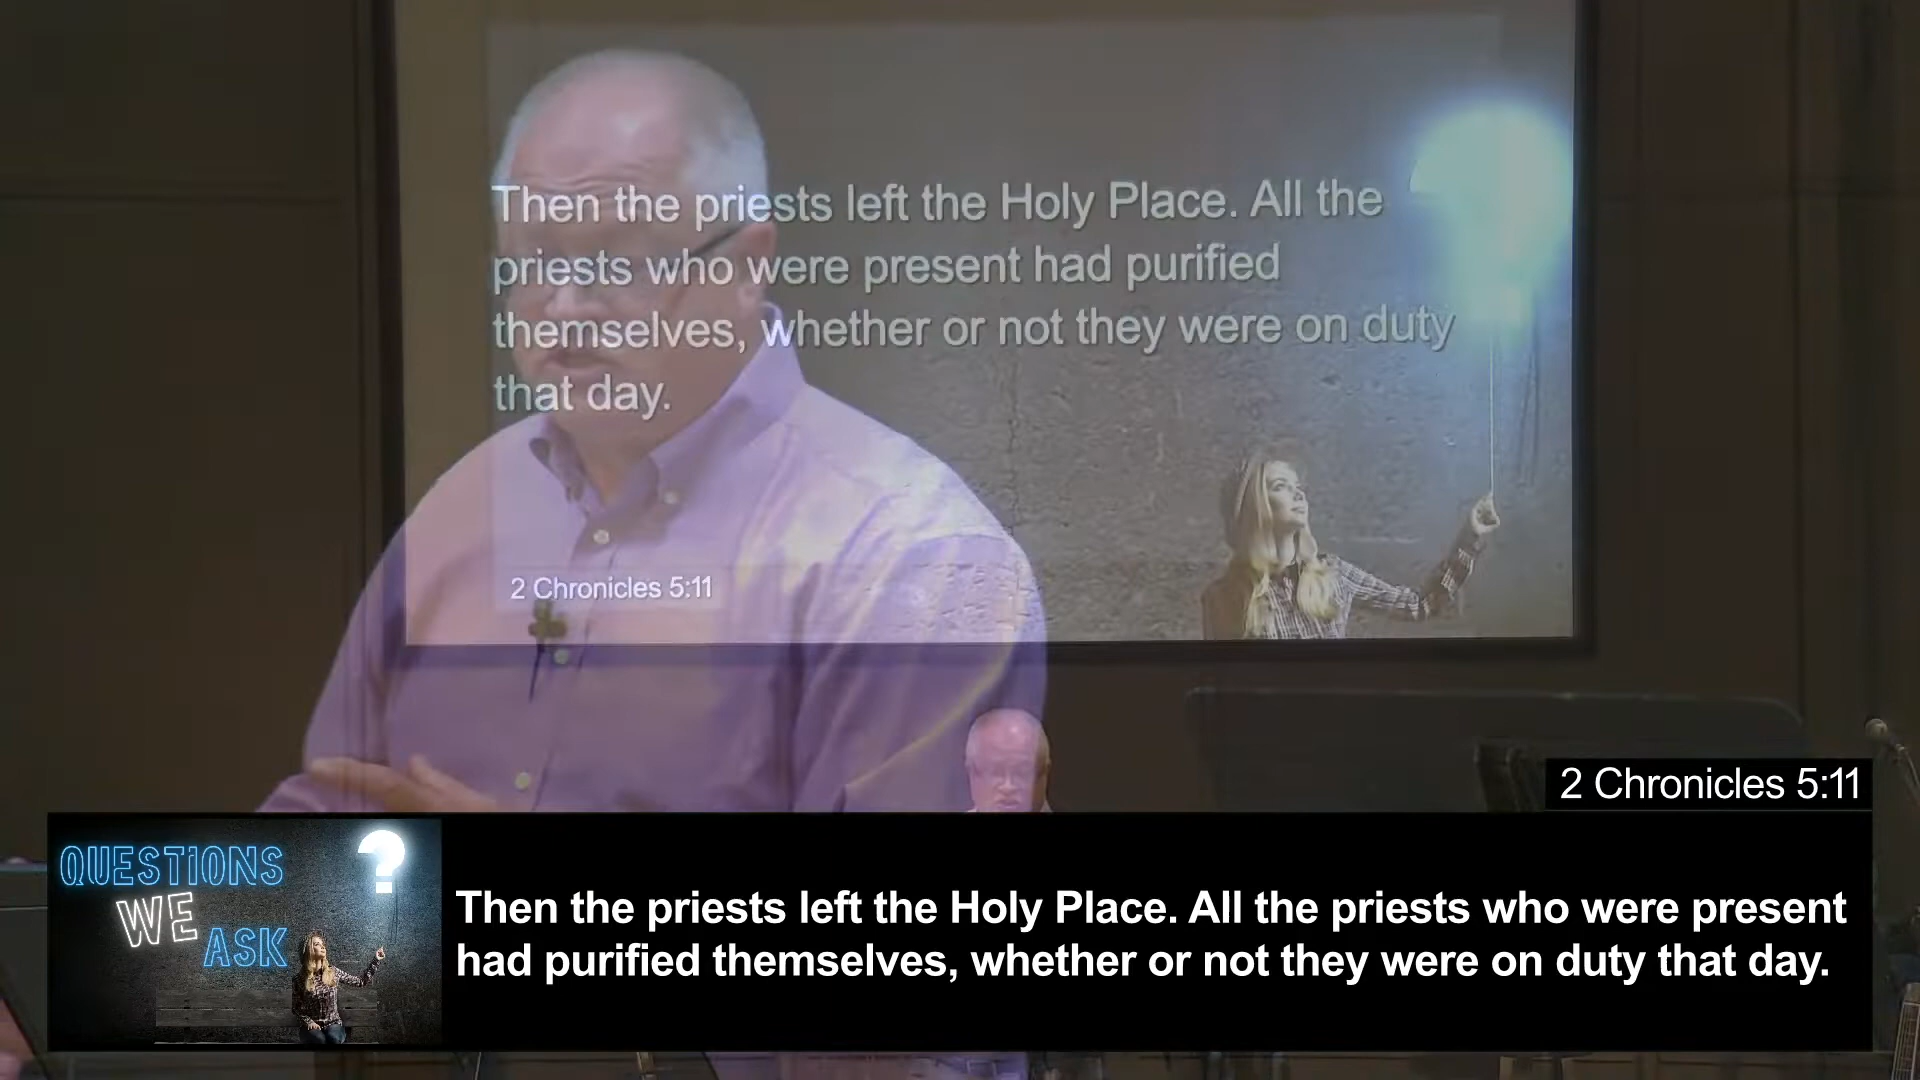 Then the priests left the Holy Place. All the
priests who were present had purified
themselves, whether or not they were on duty
that day.
2 Chronicles 5:11
2 Chronicles 5:11
QUESTIONS
WE
ASK
?
Then the priests left the Holy Place. All the priests who were present
had purified themselves, whether or not they were on duty that day.